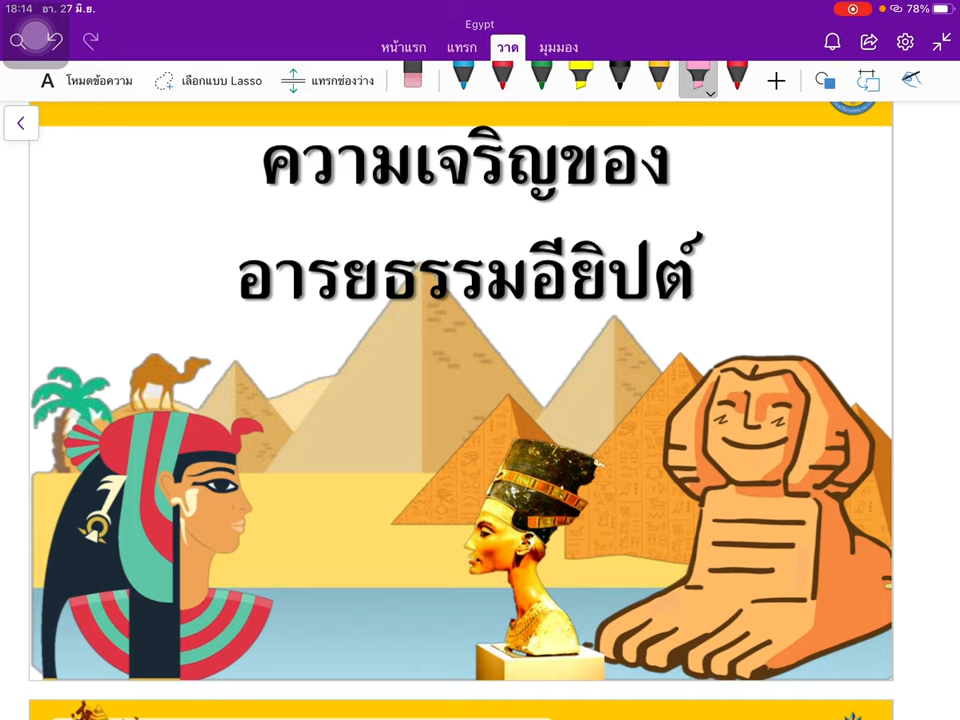 18:14 อา. 27 มิ.ย.
78%
Egypt
หน้าแรก แทรก วาด มุมมอง
A โหมดข้อความ เลือกแบบ Lasso แทรกช่องว่าง
ความเจริญของ
อารยธรรมอียิปต์